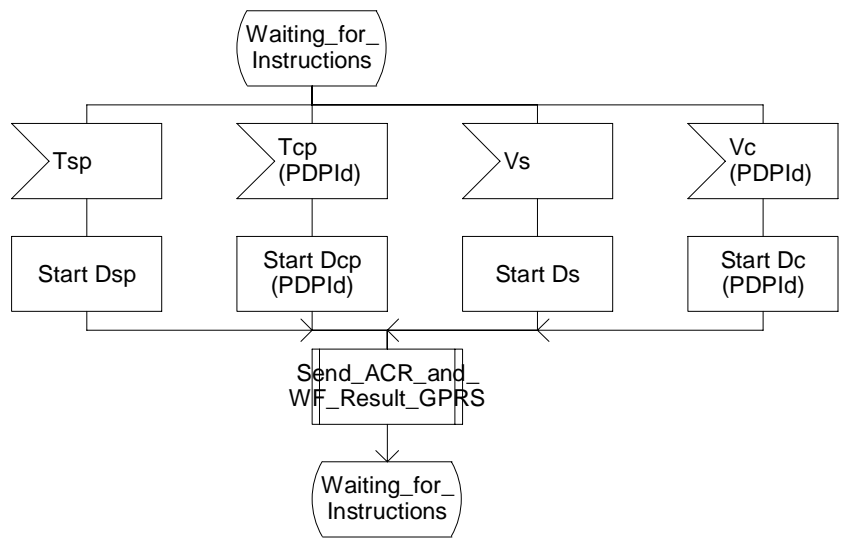 Waiting_for_
Instructions
Tsp
Tcp
(PDPId)
Vs
Vc
(PDPId)
Start Dsp
Start Dcp
(PDPId)
Start Ds
Start Dc
(PDPId)
Send_ACR_and_
WF_Result_GPRS
Waiting_for_
Instructions